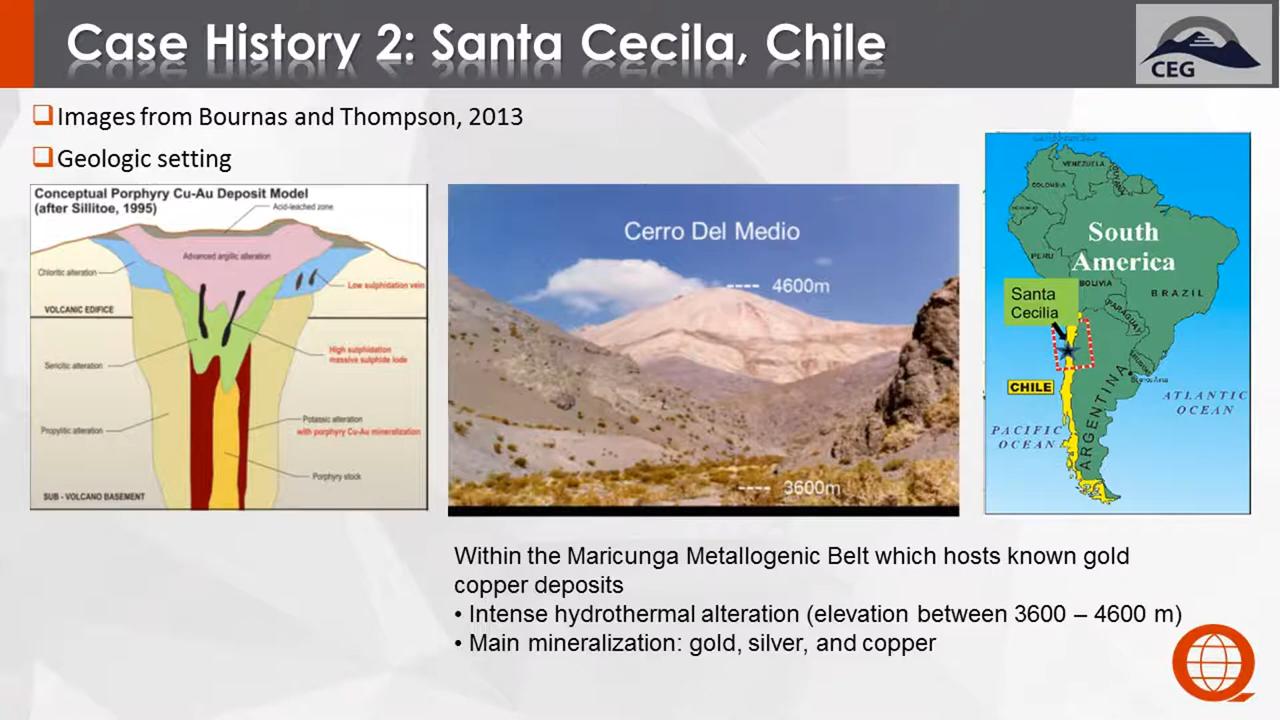 Case History 2: Santa Cecila, Chile
CEG
Images from Bournas and Thompson, 2013
Geologic setting
Conceptual Porphyry Cu-Au Deposit Model
(after Sillitoe, 1995)
Acid-leached zone
Advanced argillic alteration
Chloritic alteration
Low sulphidation vein
VOLCANIC EDIFICE
High sulphidation
massive sulphide lode
Sericitic alteration
Potassic alteration
with porphyry Cu-Au mineralization
Propylitic alteration
Porphyry stock
SUB - VOLCANO BASEMENT
Cerro Del Medio
4600m
3600m
VENEZUELA
COLOMBIA
South
America
PERU
BOLIVIA
BRAZIL
Santa
Cecilia
PARAGUAY
CHILE
Buenos Aires
ARGENTINA
ATLANTIC
OCEAN
PACIFIC
OCEAN
Within the Maricunga Metallogenic Belt which hosts known gold
copper deposits
• Intense hydrothermal alteration (elevation between 3600 – 4600 m)
• Main mineralization: gold, silver, and copper